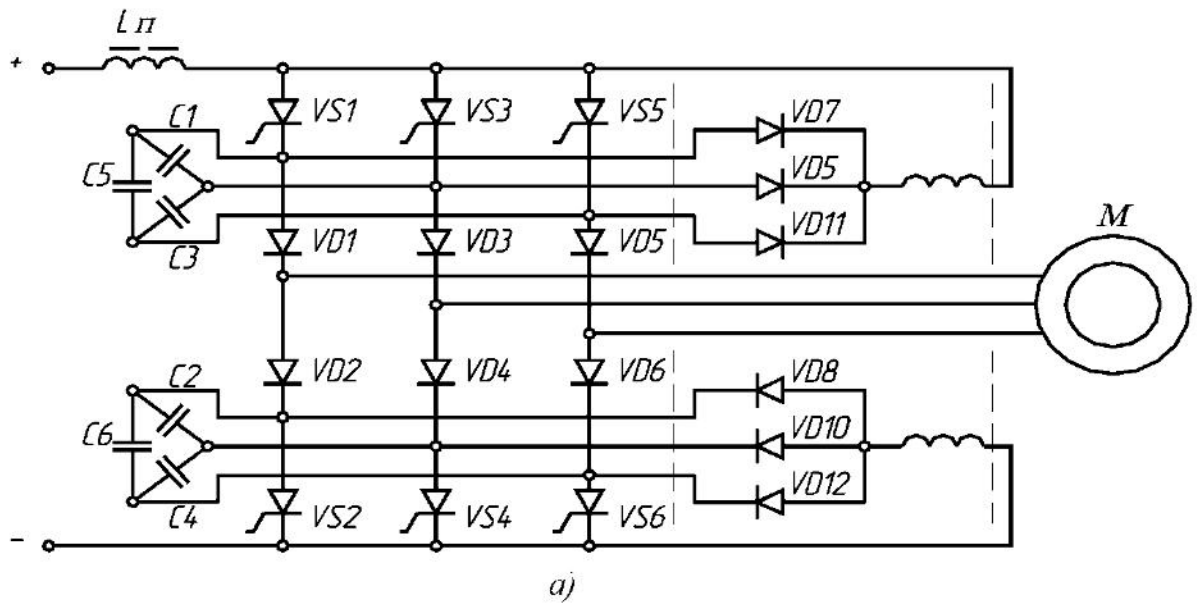 L п
+
VS1 VS3 VS5 VD7
C1
C5 VD5
C3 VD1 VD3 VD5 VD11
M
C2 VD2 VD4 VD6 VD8
C6 VD10
C4 VS2 VS4 VS6 VD12
−
а)